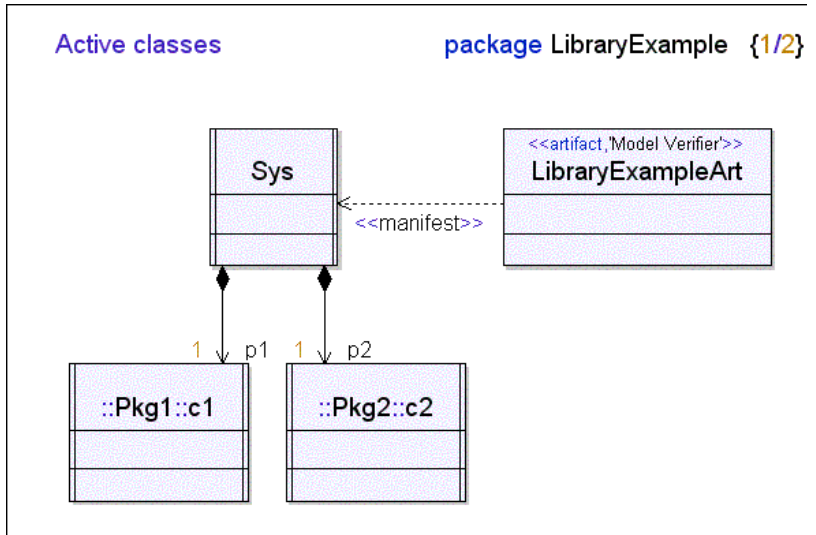 Active classes
package LibraryExample {1/2}
Sys
<<artifact,'Model Verifier'>>
LibraryExampleArt
<<manifest>>
1 p1
1 p2
::Pkg1::c1
::Pkg2::c2